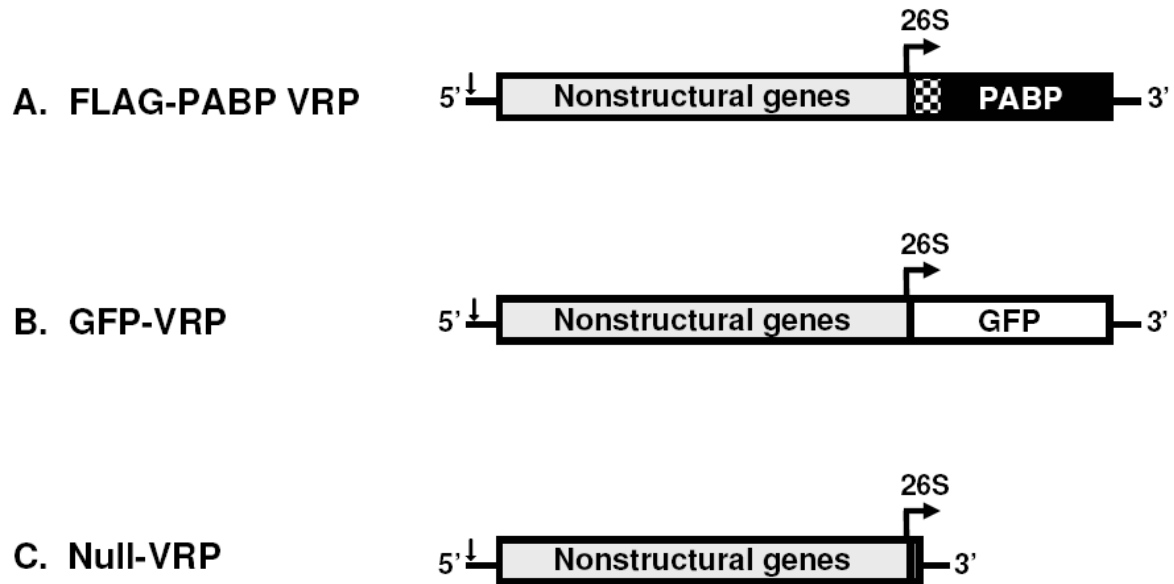 26S
A. FLAG-PABP VRP 5' Nonstructural genes PABP 3'
26S
B. GFP-VRP 5' Nonstructural genes GFP 3'
26S
C. Null-VRP 5' Nonstructural genes 3'